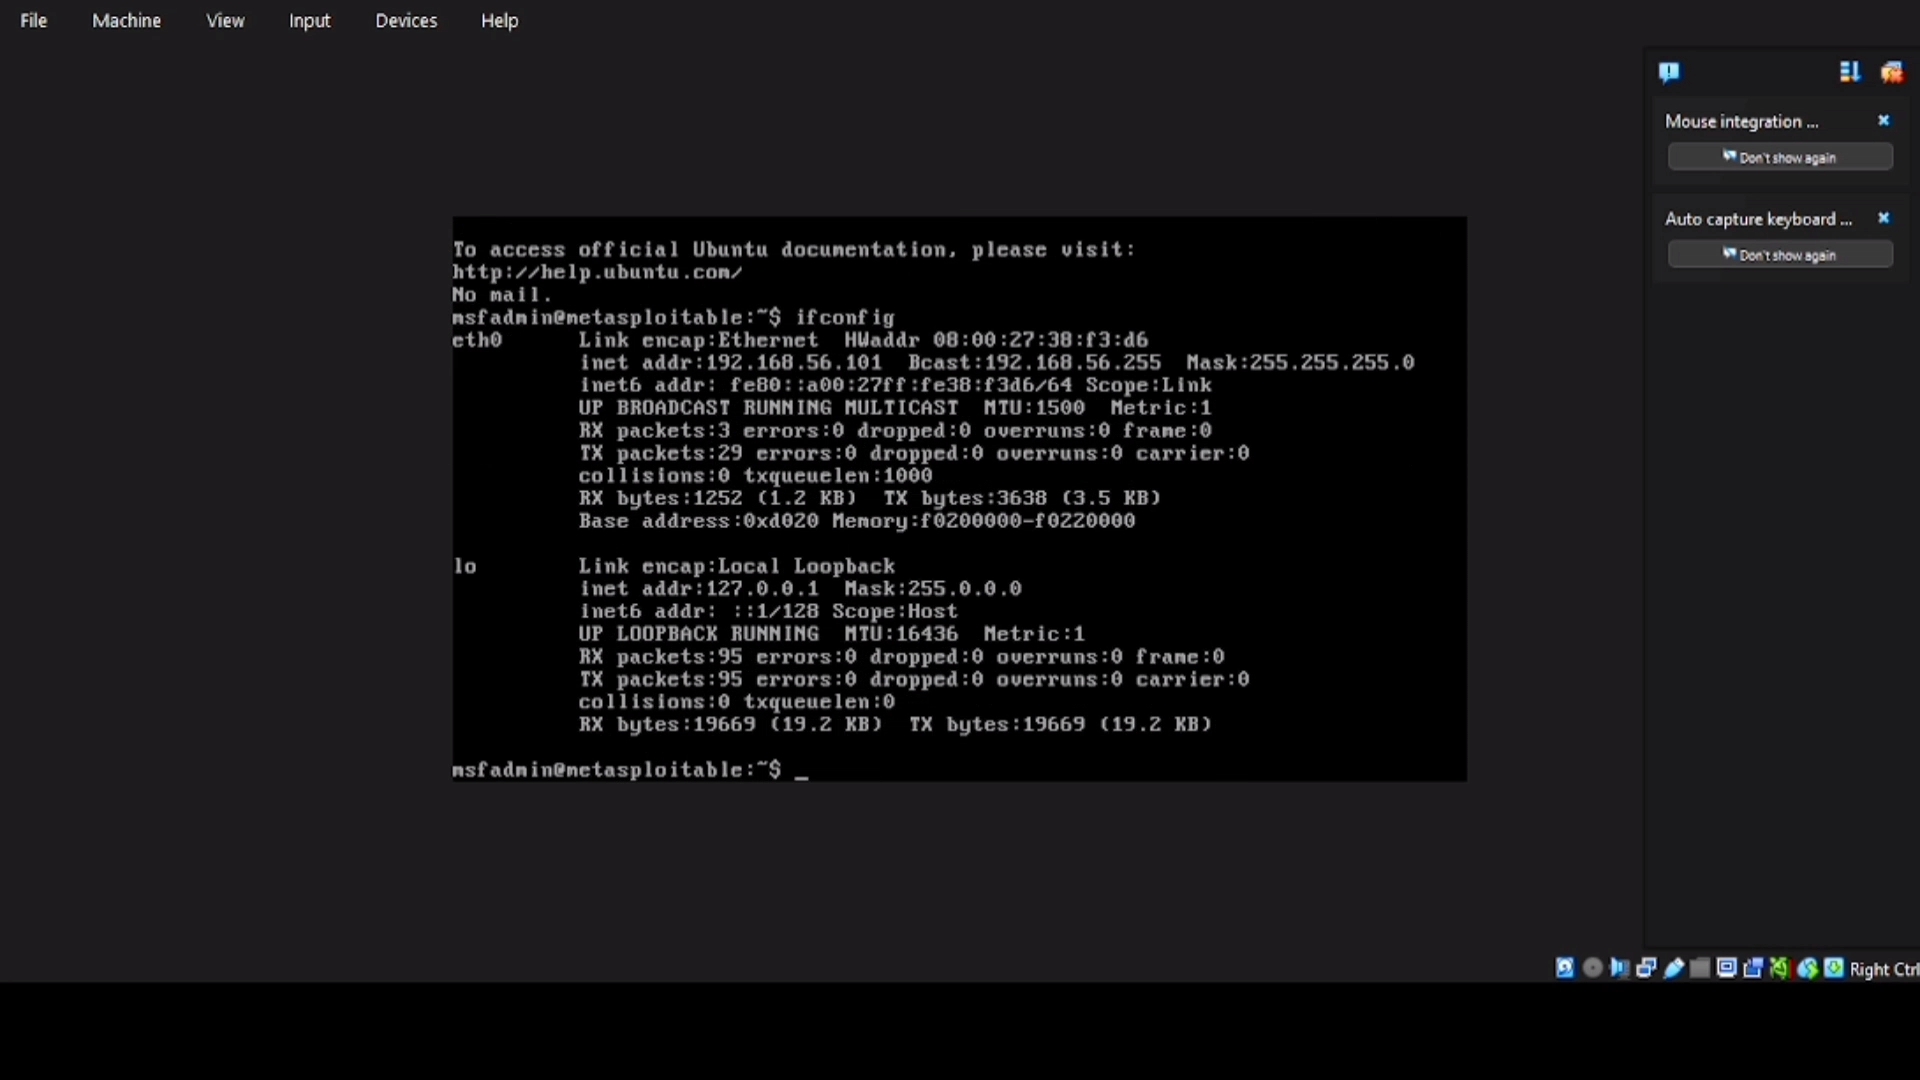 File Machine View Input Devices Help
Mouse integration ...
Don't show again
Auto capture keyboard ...
Don't show again
To access official Ubuntu documentation, please visit:
http://help.ubuntu.com/
No mail.
msfadmin@metasploitable:~$ ifconfig
eth0 Link encap:Ethernet HWaddr 08:00:27:38:f3:d6
inet addr:192.168.56.101 Bcast:192.168.56.255 Mask:255.255.255.0
inet6 addr: fe80::a00:27ff:fe38:f3d6/64 Scope:Link
UP BROADCAST RUNNING MULTICAST MTU:1500 Metric:1
RX packets:3 errors:0 dropped:0 overruns:0 frame:0
TX packets:29 errors:0 dropped:0 overruns:0 carrier:0
collisions:0 txqueuelen:1000
RX bytes:1252 (1.2 KB) TX bytes:3638 (3.5 KB)
Base address:0xd020 Memory:f0200000-f0220000
lo Link encap:Local Loopback
inet addr:127.0.0.1 Mask:255.0.0.0
inet6 addr: ::1/128 Scope:Host
UP LOOPBACK RUNNING MTU:16436 Metric:1
RX packets:95 errors:0 dropped:0 overruns:0 frame:0
TX packets:95 errors:0 dropped:0 overruns:0 carrier:0
collisions:0 txqueuelen:0
RX bytes:19669 (19.2 KB) TX bytes:19669 (19.2 KB)
msfadmin@metasploitable:~$ _
Right Ctrl